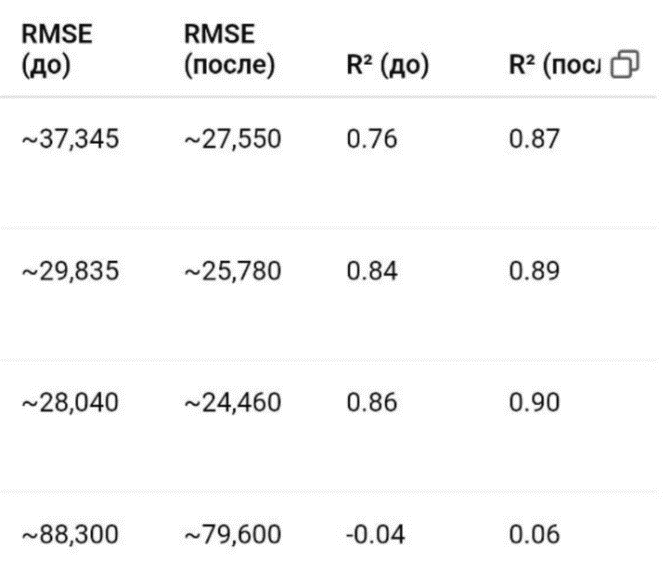 RMSE (до) RMSE (после) R² (до) R² (посл
~37,345 ~27,550 0.76 0.87
~29,835 ~25,780 0.84 0.89
~28,040 ~24,460 0.86 0.90
~88,300 ~79,600 -0.04 0.06